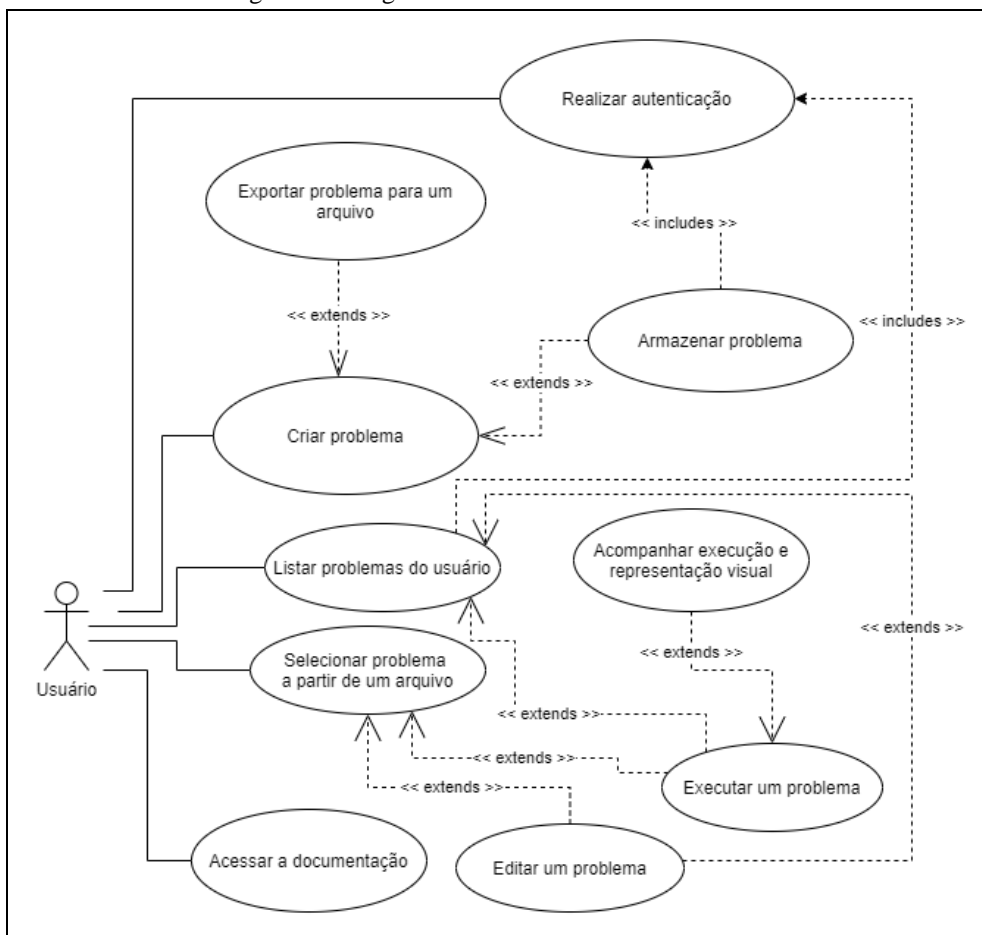 Realizar autenticação
Exportar problema para um
arquivo
<< includes >>
<< extends >>
<< includes >>
Armazenar problema
<< extends >>
Criar problema
Acompanhar execução e
representação visual
Listar problemas do usuário
<< extends >>
<< extends >>
Selecionar problema
a partir de um arquivo
Usuário
<< extends >>
<< extends >>
<< extends >>
Executar um problema
Acessar a documentação
Editar um problema